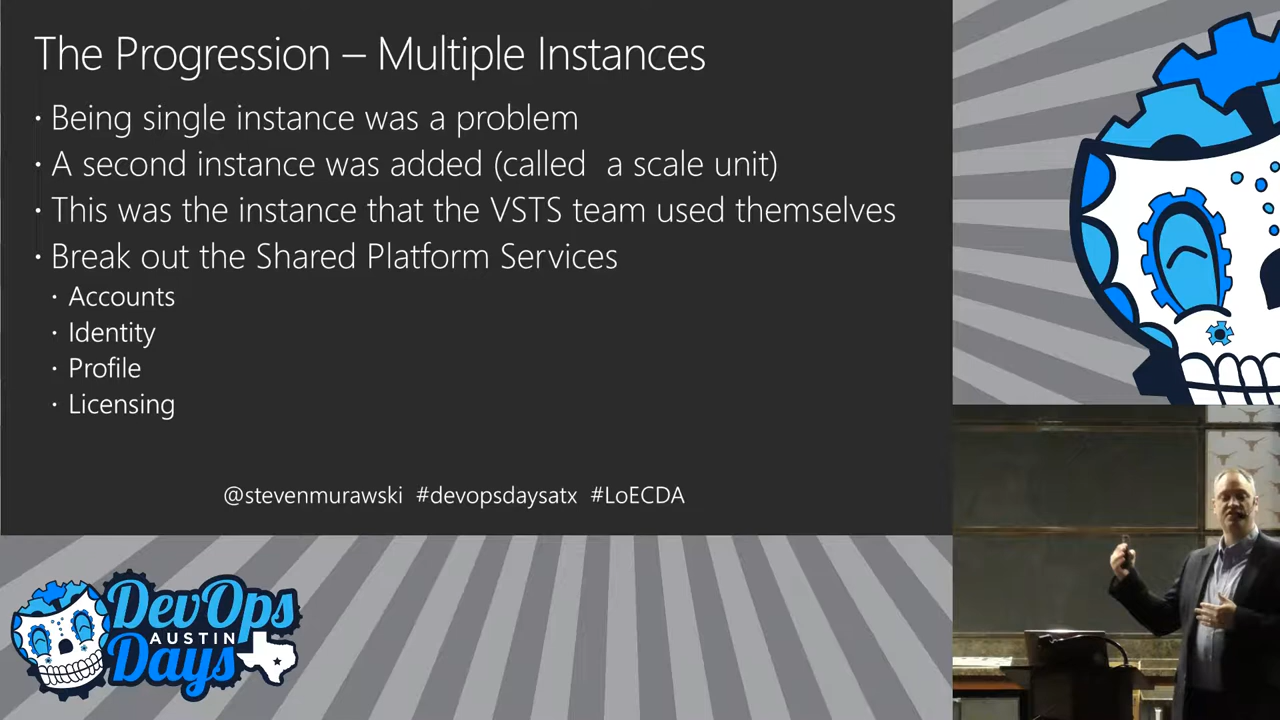 The Progression – Multiple Instances
• Being single instance was a problem
• A second instance was added (called  a scale unit)
• This was the instance that the VSTS team used themselves
• Break out the Shared Platform Services
• Accounts
• Identity
• Profile
• Licensing
@stevenmurawski #devopsdaysatx #LoECDA
DevOps
AUSTIN
Days